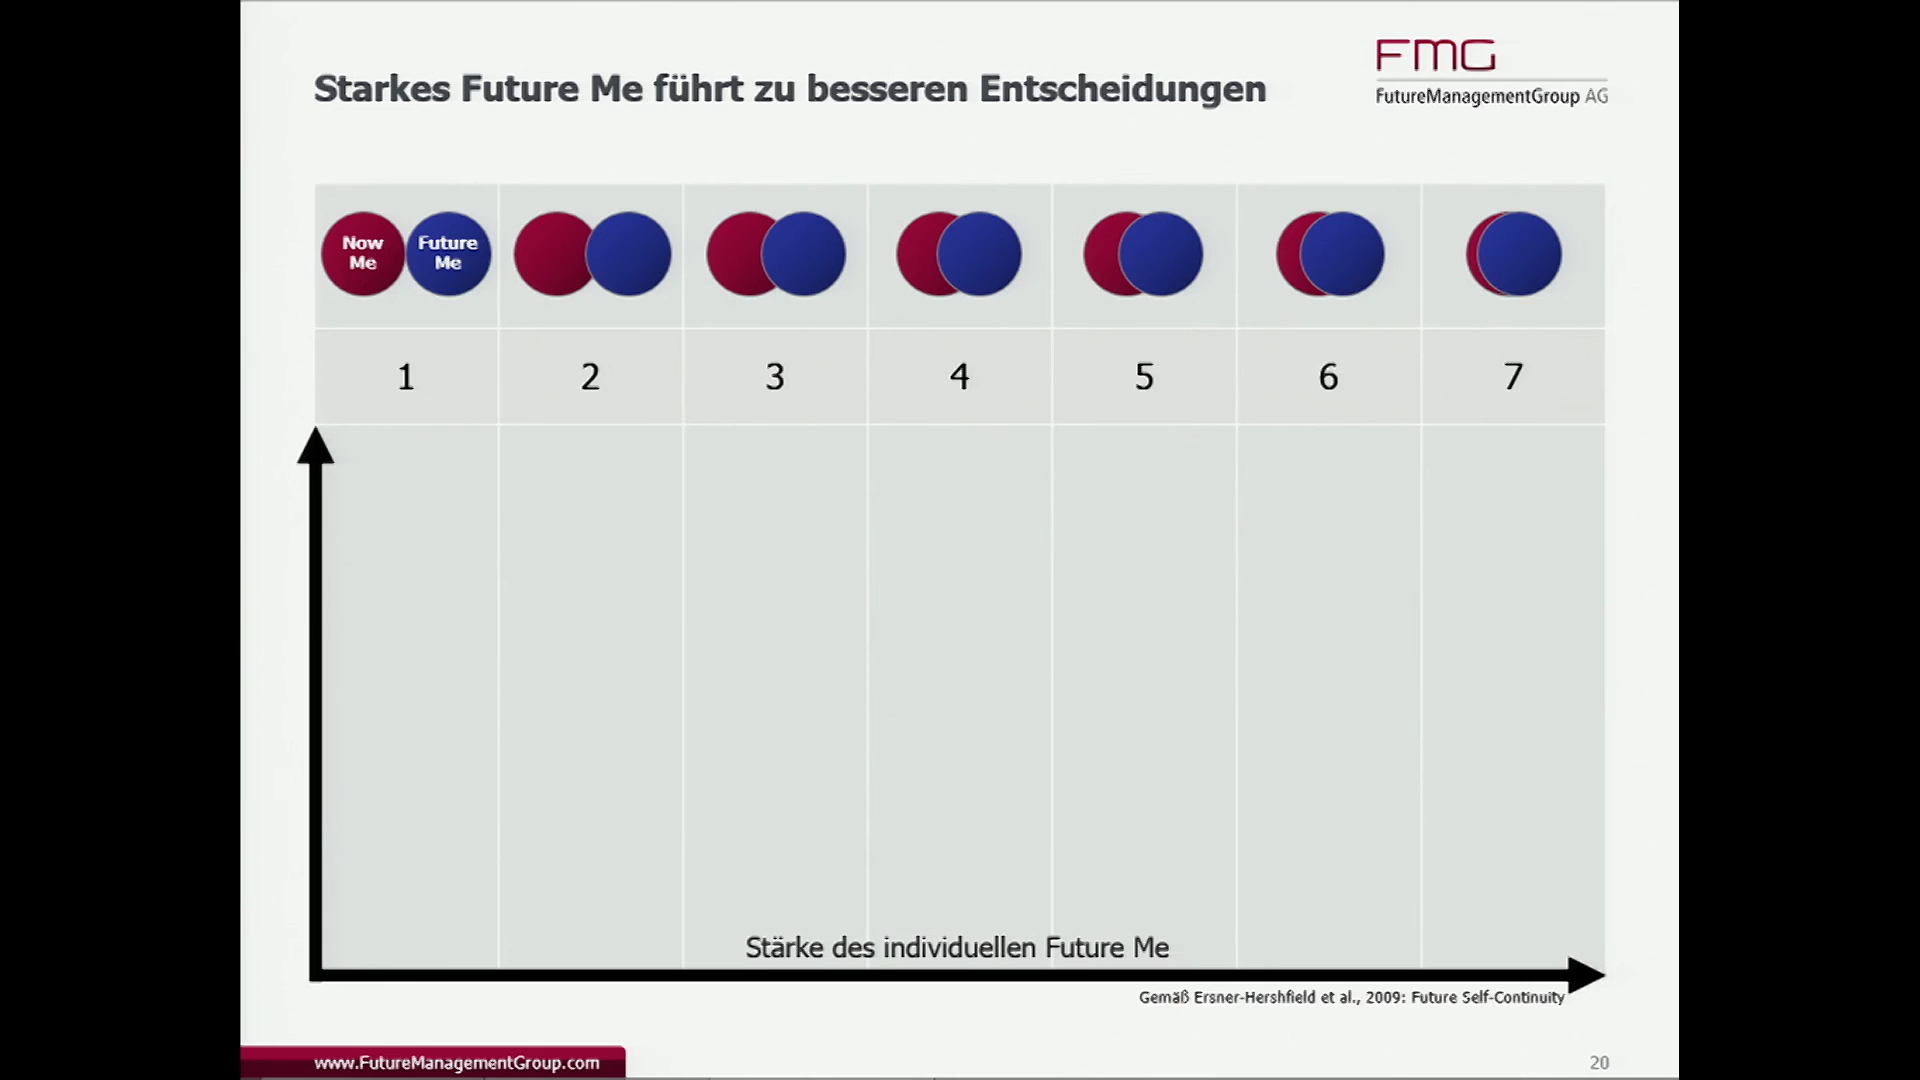 Starkes Future Me führt zu besseren Entscheidungen
FMG
FutureManagementGroup AG
Now
Me
Future
Me
1 2 3 4 5 6 7
Stärke des individuellen Future Me
Gemäß Ersner-Hershfield et al., 2009: Future Self-Continuity
www.FutureManagementGroup.com
20